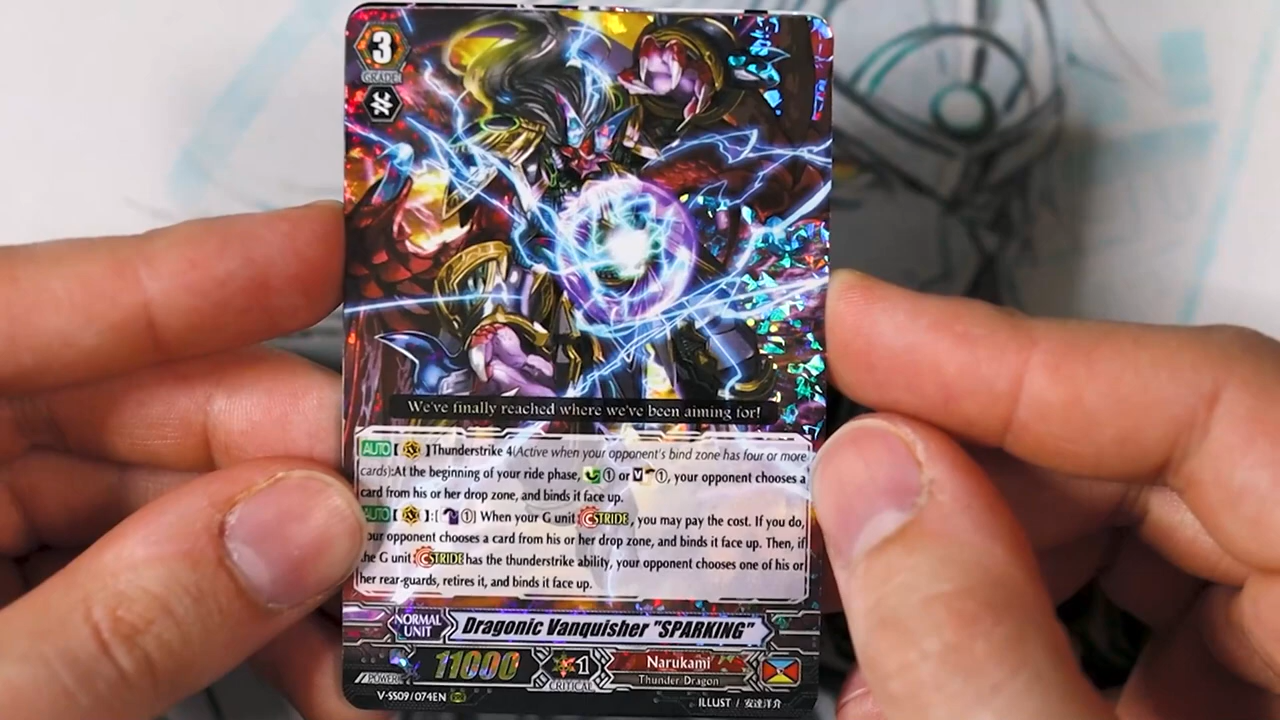 3
GRADE
We've finally reached where we've been aiming for!
AUTO【 】Thunderstrike 4(Active when your opponent's bind zone has four or more
cards):At the beginning of your ride phase, ① or V ①, your opponent chooses a
card from his or her drop zone, and binds it face up.
AUTO【 】:[ ①] When your G unit STRIDE, you may pay the cost. If you do,
our opponent chooses a card from his or her drop zone, and binds it face up. Then, if
he G unit STRIDE has the thunderstrike ability, your opponent chooses one of his or
her rear-guards, retires it, and binds it face up.
NORMAL
UNIT
Dragonic Vanquisher "SPARKING"
POWER 11000
1
CRITICAL
Narukami
Thunder Dragon
V-SS09/074EN
ILLUST / 安達洋介